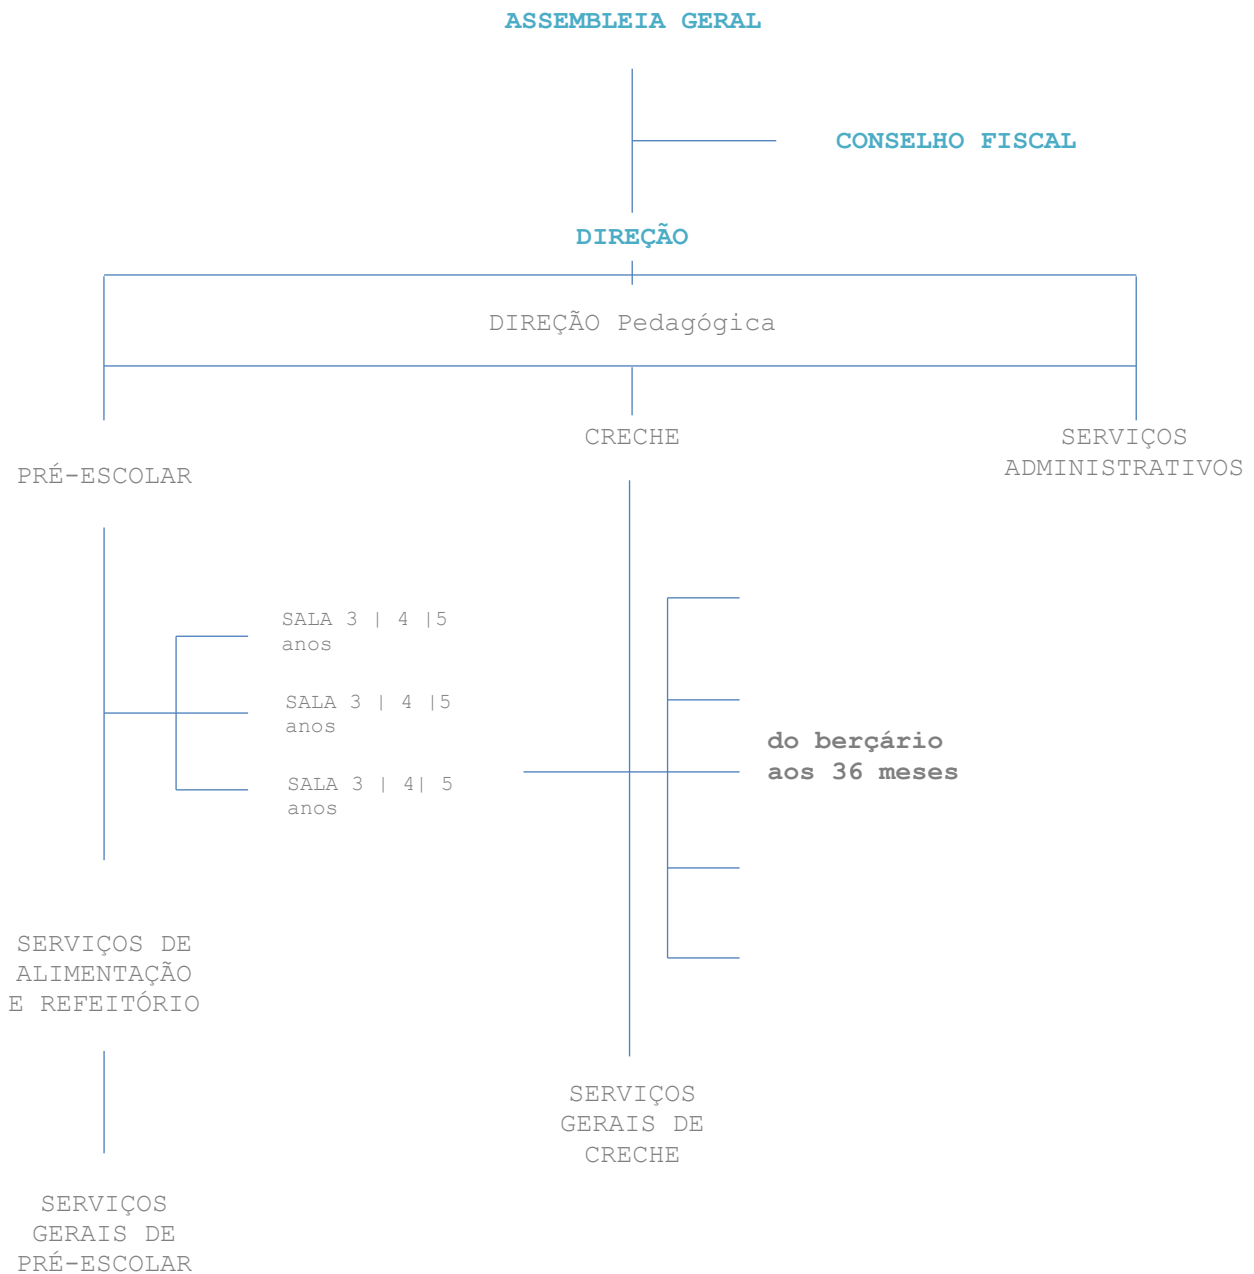 ASSEMBLEIA GERAL
CONSELHO FISCAL
DIREÇÃO
DIREÇÃO Pedagógica
PRÉ-ESCOLAR
CRECHE
SERVIÇOS
ADMINISTRATIVOS
SALA 3 | 4 |5
anos
SALA 3 | 4 |5
anos
SALA 3 | 4| 5
anos
do berçário
aos 36 meses
SERVIÇOS DE
ALIMENTAÇÃO
E REFEITÓRIO
SERVIÇOS
GERAIS DE
CRECHE
SERVIÇOS
GERAIS DE
PRÉ-ESCOLAR